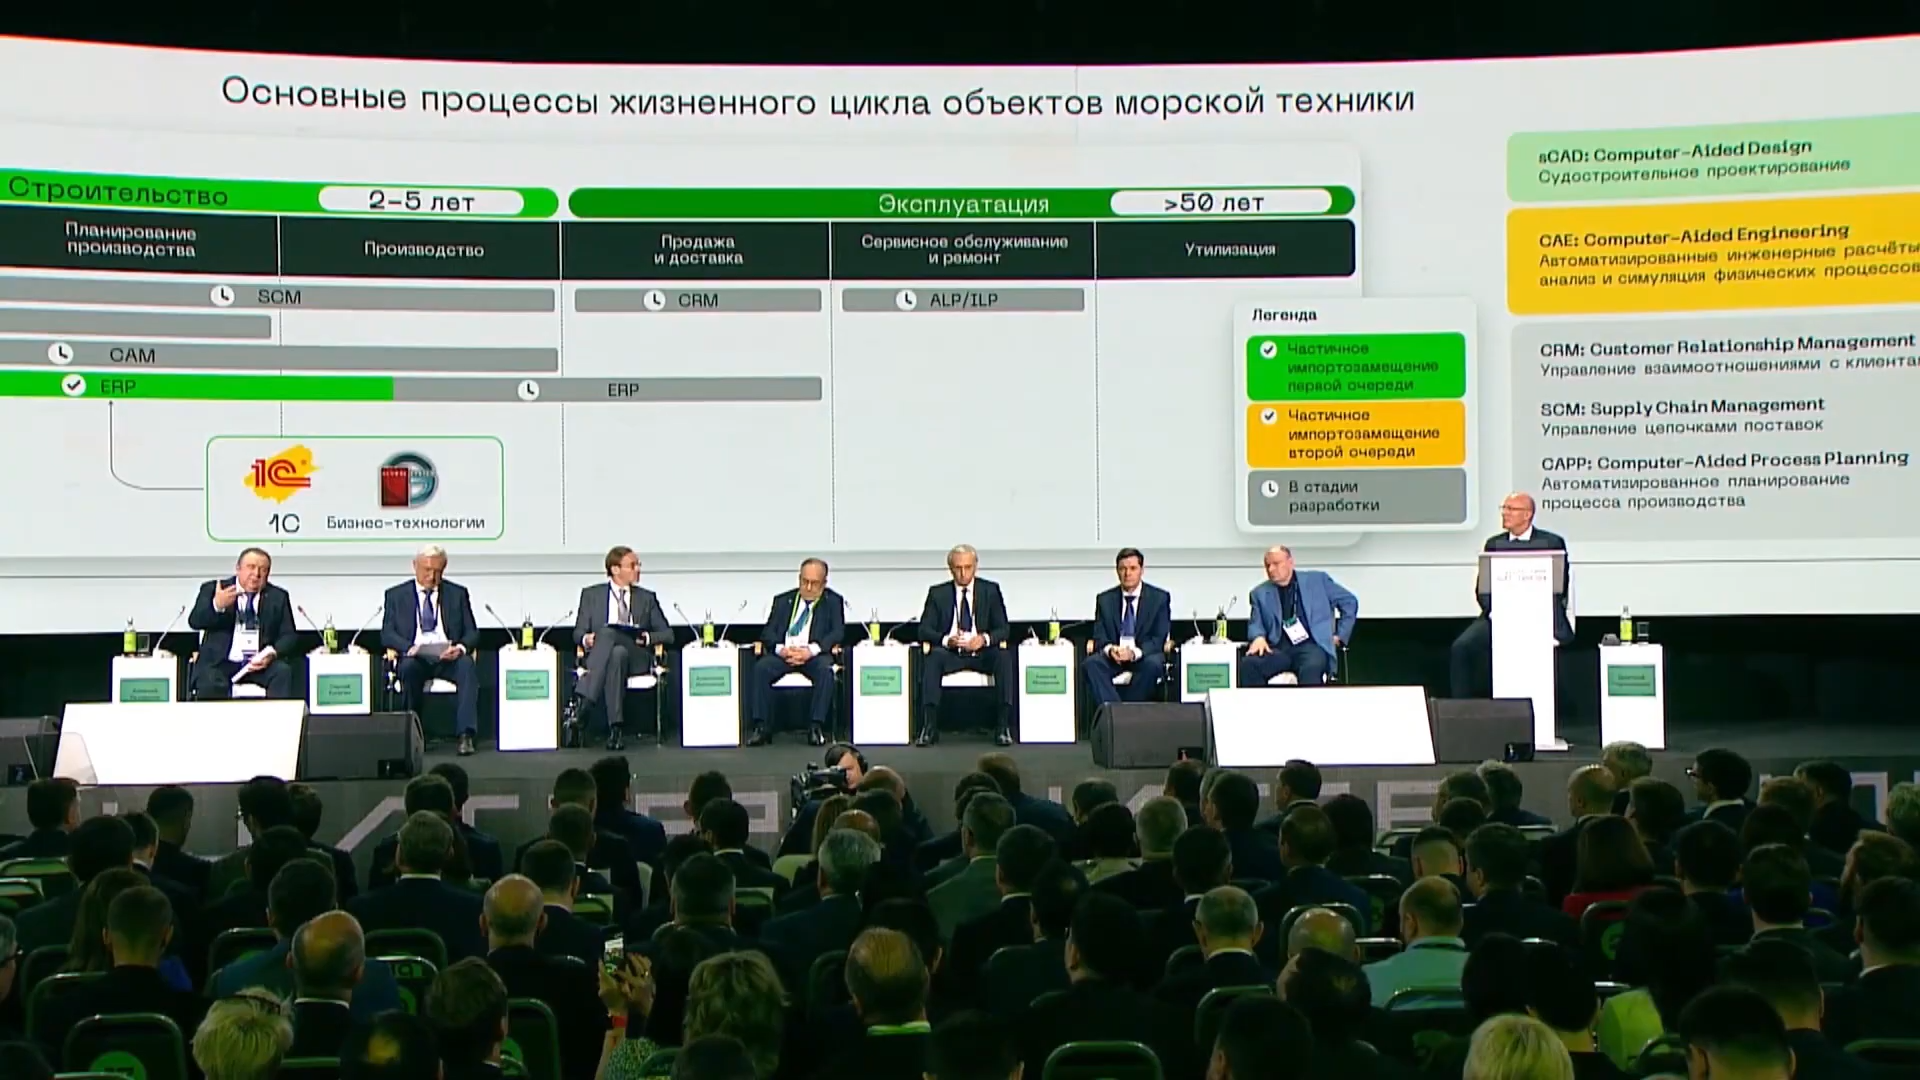 Основные процессы жизненного цикла объектов морской техники
Строительство
2-5 лет
Эксплуатация
>50 лет
Планирование
производства
Производство
Продажа
и доставка
Сервисное обслуживание
и ремонт
Утилизация
SCM
CRM
ALP/ILP
CAM
ERP
ERP
1С
1С
Бизнес-технологии
Легенда
Частичное
импортозамещение
первой очереди
Частичное
импортозамещение
второй очереди
В стадии
разработки
sCAD: Computer-Aided Design
Судостроительное проектирование
CAE: Computer-Aided Engineering
Автоматизированные инженерные расчёты
анализ и симуляция физических процессов
CRM: Customer Relationship Management
Управление взаимоотношениями с клиента
SCM: Supply Chain Management
Управление цепочками поставок
CAPP: Computer-Aided Process Planning
Автоматизированное планирование
процесса производства